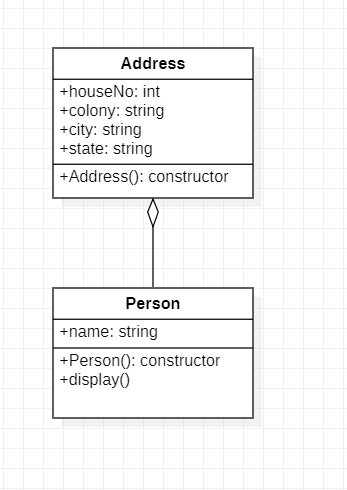 Address
+houseNo: int
+colony: string
+city: string
+state: string
+Address(): constructor
Person
+name: string
+Person(): constructor
+display()